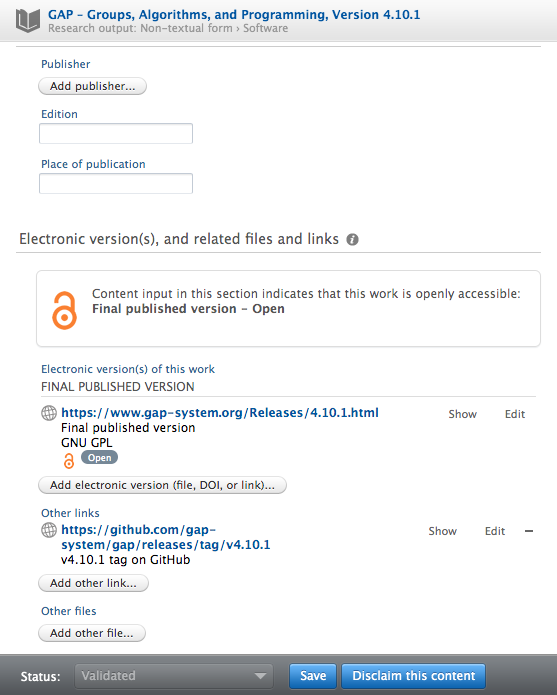 GAP - Groups, Algorithms, and Programming, Version 4.10.1
Research output: Non-textual form › Software
Publisher
Add publisher...
Edition
Place of publication
Electronic version(s), and related files and links i
Content input in this section indicates that this work is openly accessible:
Final published version - Open
Electronic version(s) of this work
FINAL PUBLISHED VERSION
https://www.gap-system.org/Releases/4.10.1.html Show Edit
Final published version
GNU GPL
Open
Add electronic version (file, DOI, or link)...
Other links
https://github.com/gap- Show Edit −
system/gap/releases/tag/v4.10.1
v4.10.1 tag on GitHub
Add other link...
Other files
Add other file...
Status: Validated Save Disclaim this content